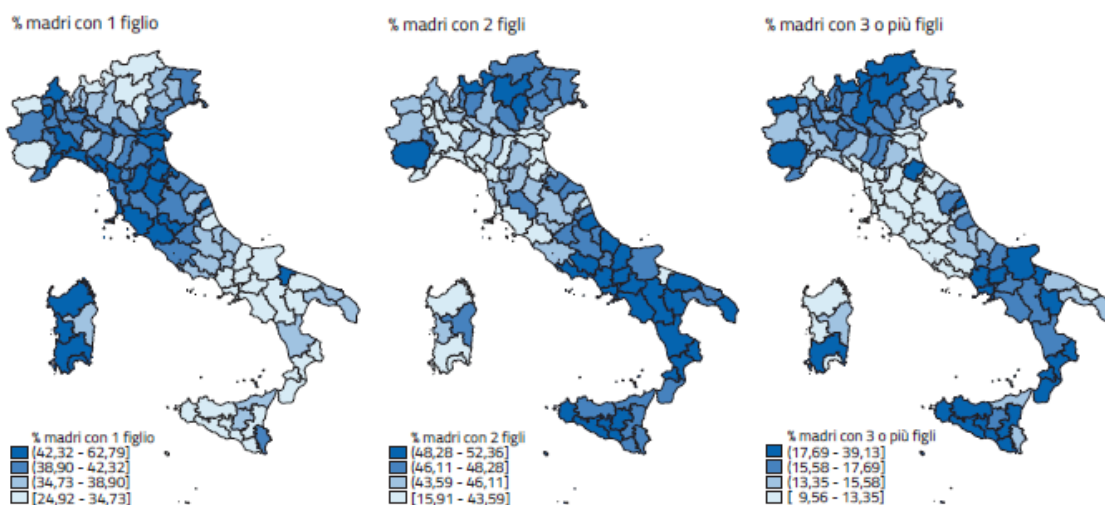 % madri con 1 figlio
% madri con 2 figli
% madri con 3 o più figli
% madri con 1 figlio
(42,32 - 62,79]
(38,90 - 42,32]
(34,73 - 38,90]
[24,92 - 34,73]
% madri con 2 figli
(48,28 - 52,36]
(46,11 - 48,28]
(43,59 - 46,11]
[15,91 - 43,59]
% madri con 3 o più figli
(17,69 - 39,13]
(15,58 - 17,69]
(13,35 - 15,58]
[ 9,56 - 13,35]